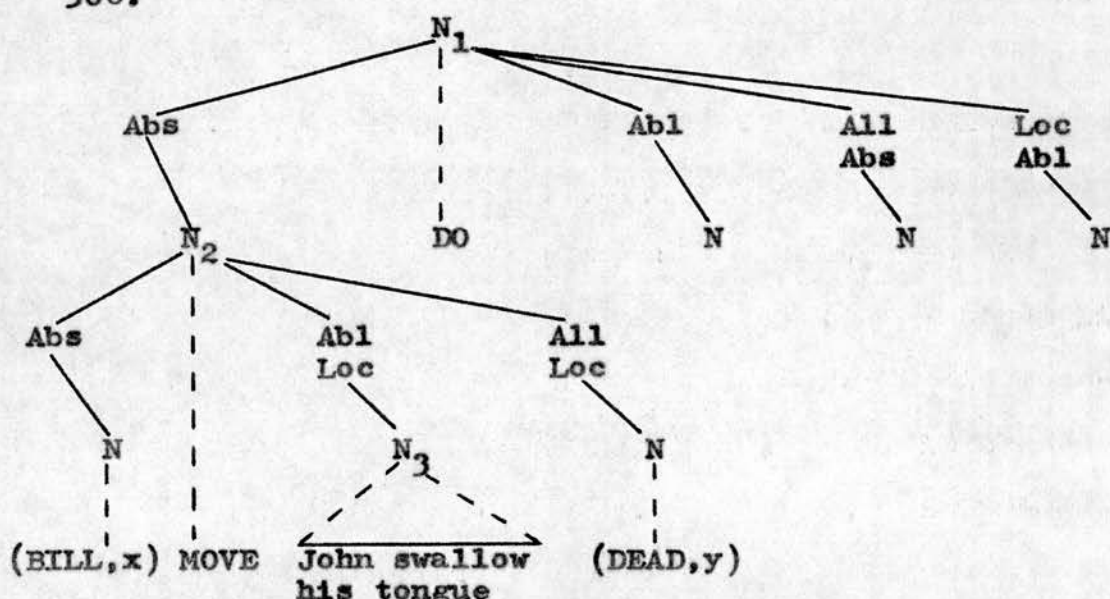 N₁
Abs Abl All Loc
Abs Abl
N₂ DO N N N
Abs Abl All
Loc Loc
N N₃ N
(BILL,x) MOVE John swallow (DEAD,y)
his tongue